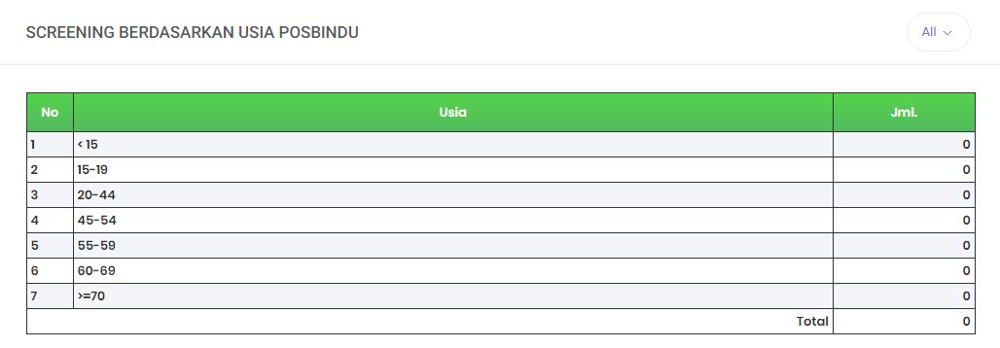 SCREENING BERDASARKAN USIA POSBINDU
All
No Usia Jml.
1 < 15 0
2 15-19 0
3 20-44 0
4 45-54 0
5 55-59 0
6 60-69 0
7 >=70 0
Total 0